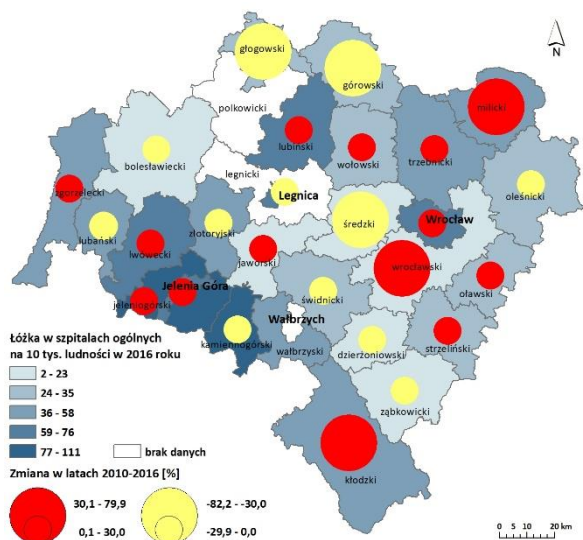 głogowski
N
górowski
milicki
polkowicki
lubiński
wołowski
trzebnicki
bolesławiecki
legnicki
oleśnicki
zgorzelecki
Legnica
lubański
złotoryjski
średzki
Wrocław
lwówecki
jaworski
wrocławski
Jelenia Góra
jeleniogórski
świdnicki
oławski
Wałbrzych
kamiennogórski
wałbrzyski
dzierżoniowski
strzeliński
ząbkowicki
kłodzki
Łóżka w szpitalach ogólnych
na 10 tys. ludności w 2016 roku
2 - 23
24 - 35
36 - 58
59 - 76
77 - 111
brak danych
Zmiana w latach 2010-2016 [%]
30,1 - 79,9
-82,2 - -30,0
0,1 - 30,0
-29,9 - 0,0
0 10 20 km